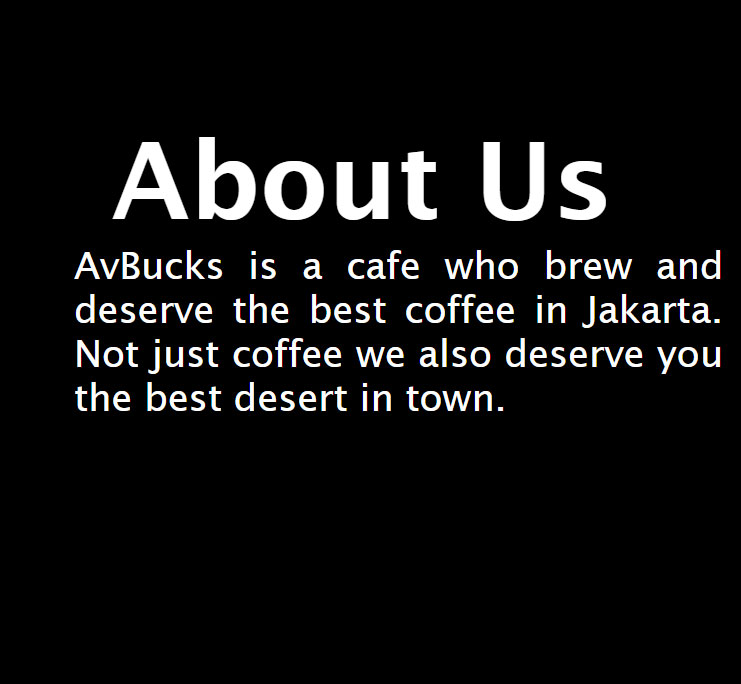 About Us
AvBucks is a cafe who brew and
deserve the best coffee in Jakarta.
Not just coffee we also deserve you
the best desert in town.